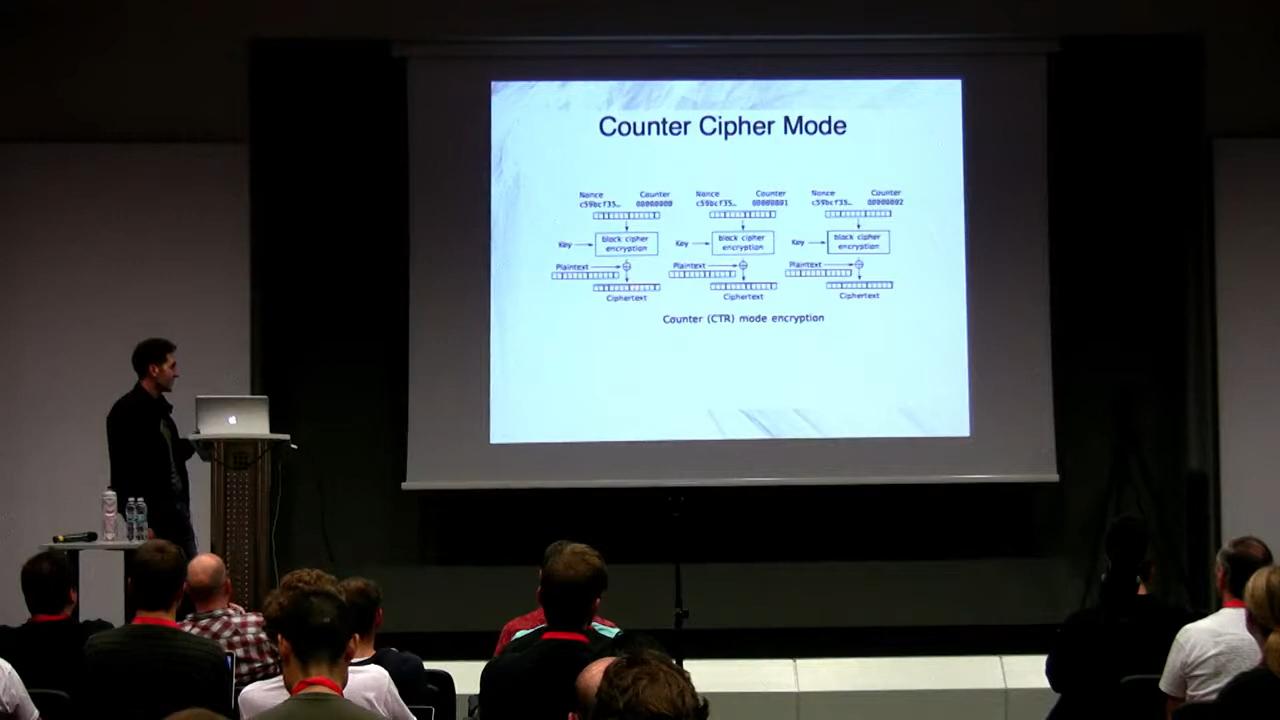 Counter Cipher Mode
Nonce Counter Nonce Counter Nonce Counter
c59bcf35… 00000000 c59bcf35… 00000001 c59bcf35… 00000002
Key block cipher encryption Key block cipher encryption Key block cipher encryption
Plaintext Plaintext Plaintext
Ciphertext Ciphertext Ciphertext
Counter (CTR) mode encryption